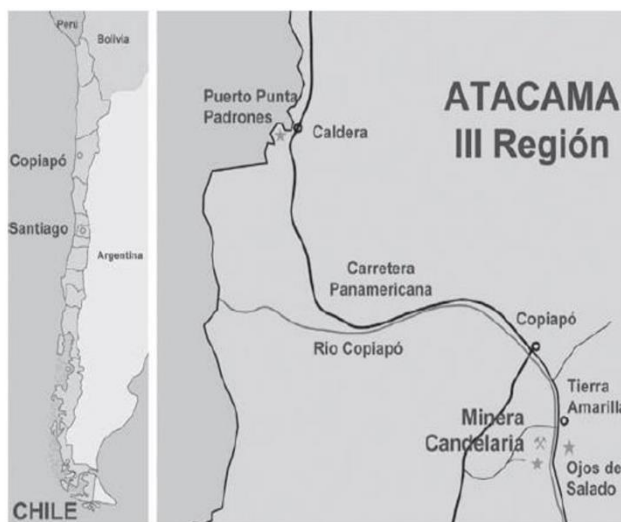 Perú
Bolivia
Copiapó
Santiago
Argentina
CHILE
ATACAMA
III Región
Puerto Punta
Padrones
Caldera
Carretera
Panamericana
Rio Copiapó
Copiapó
Tierra
Amarilla
Minera
Candelaria
Ojos de
Salado